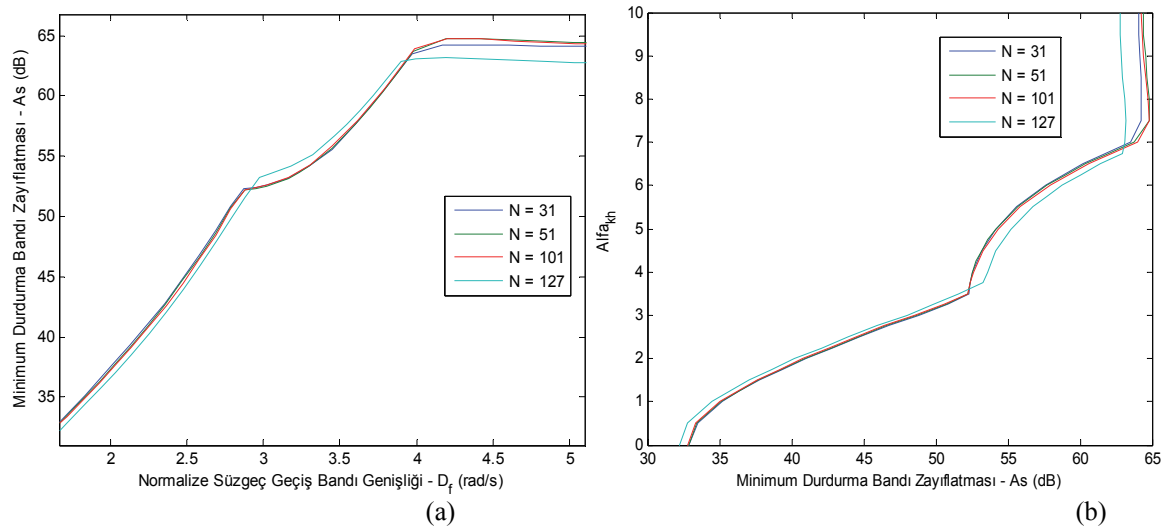 Minimum Durdurma Bandı Zayıflatması - As (dB)
65
60
55
50
45
40
35
2
2.5
3
3.5
4
4.5
5
Normalize Süzgeç Geçiş Bandı Genişliği - D_f (rad/s)
N = 31
N = 51
N = 101
N = 127
(a)
Alfa_kh
10
9
8
7
6
5
4
3
2
1
0
30
35
40
45
50
55
60
65
Minimum Durdurma Bandı Zayıflatması - As (dB)
N = 31
N = 51
N = 101
N = 127
(b)